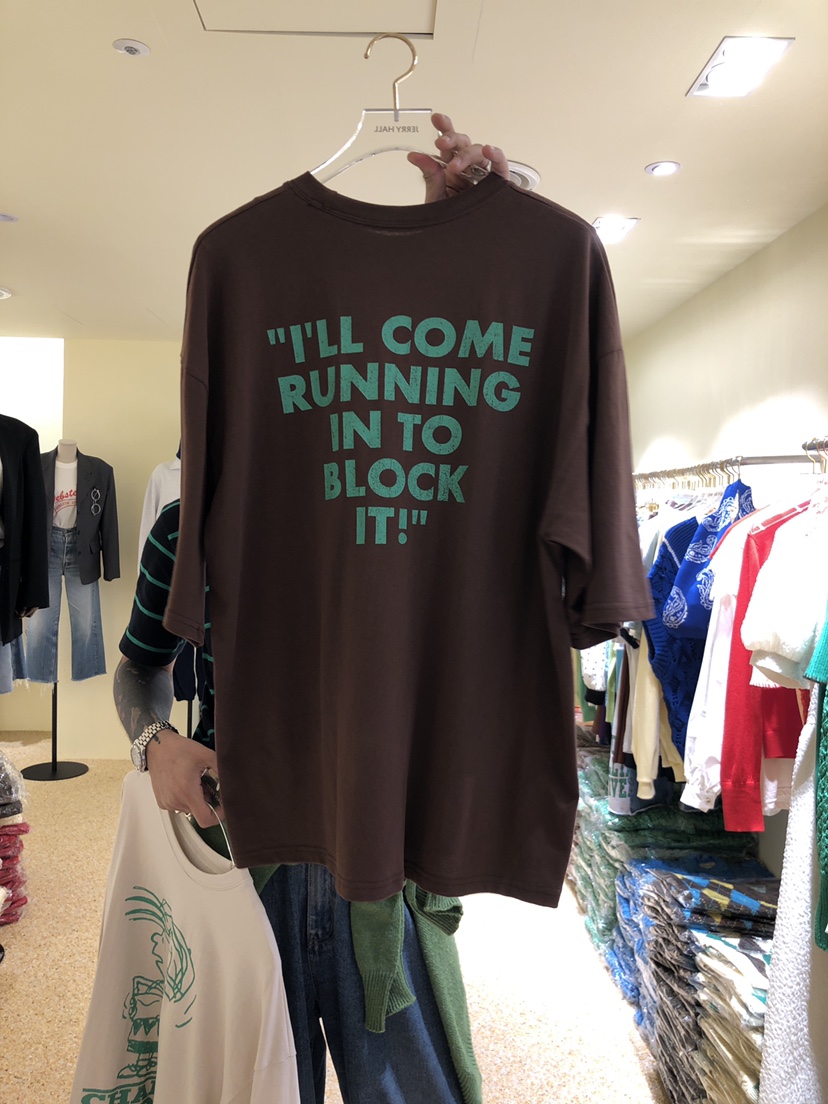 JERRY HALL
"I'LL COME
RUNNING
IN TO
BLOCK
IT!"